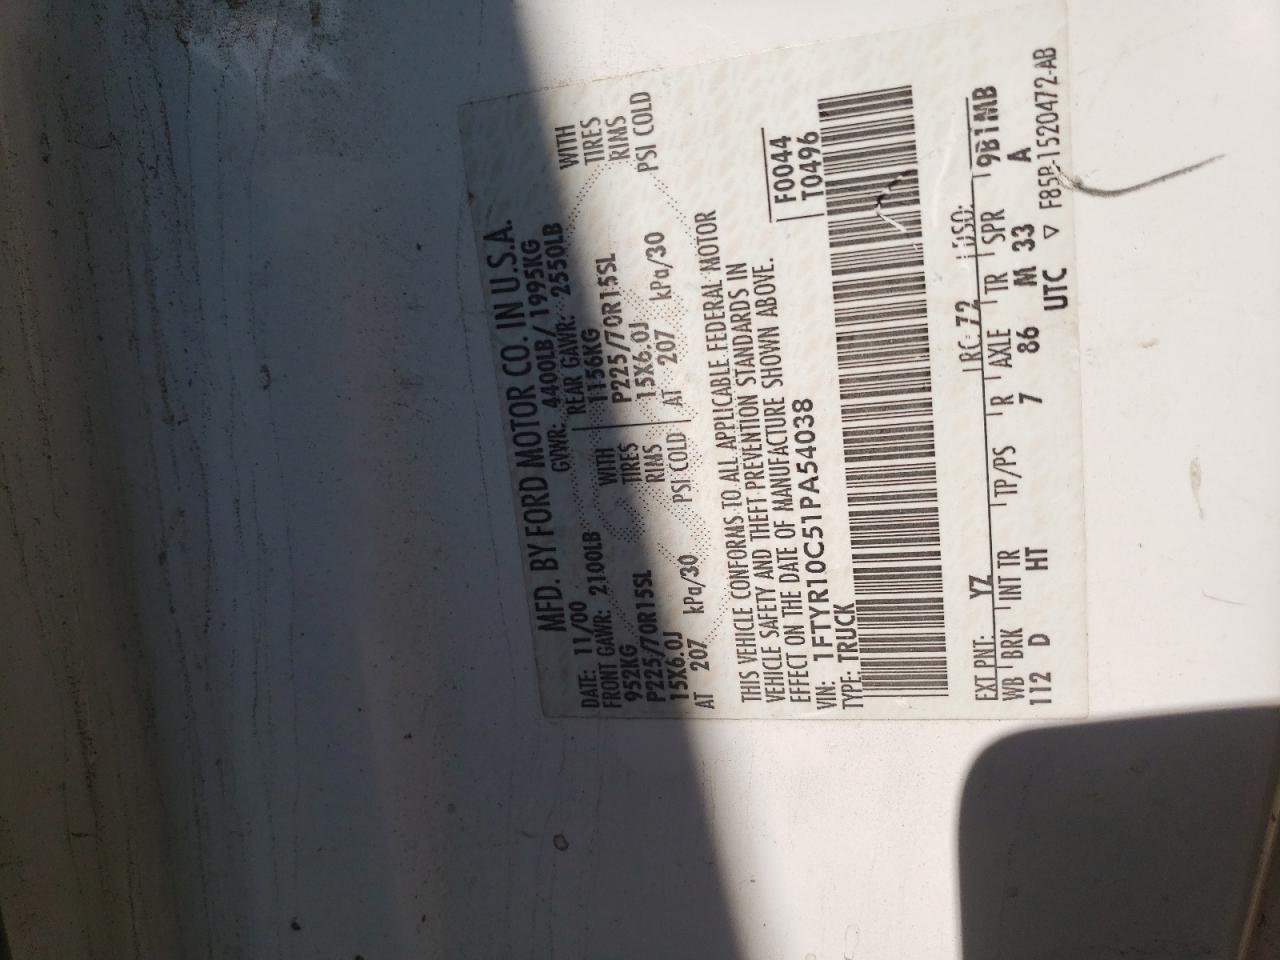 MFD. BY FORD MOTOR CO. IN U.S.A.
DATE: 11/00 GVWR: 4400LB/ 1995KG
FRONT GAWR: 2100LB REAR GAWR: 2550LB
952KG WITH 1156KG WITH
P225/70R15SL TIRES P225/70R15SL TIRES
15X6.0J RIMS 15X6.0J RIMS
AT 207 kPa/30 PSI COLD AT 207 kPa/30 PSI COLD
THIS VEHICLE CONFORMS TO ALL APPLICABLE FEDERAL MOTOR
VEHICLE SAFETY AND THEFT PREVENTION STANDARDS IN
EFFECT ON THE DATE OF MANUFACTURE SHOWN ABOVE.
VIN: 1FTYR10C51PA54038 F0044
TYPE: TRUCK T0496
EXT PNT: YZ RC: 72 DSO:
WB BRK INT TR TP/PS R AXLE TR SPR 9B1MB
112 D HT 7 86 M 33 A
UTC ▽ F85B-1520472-AB